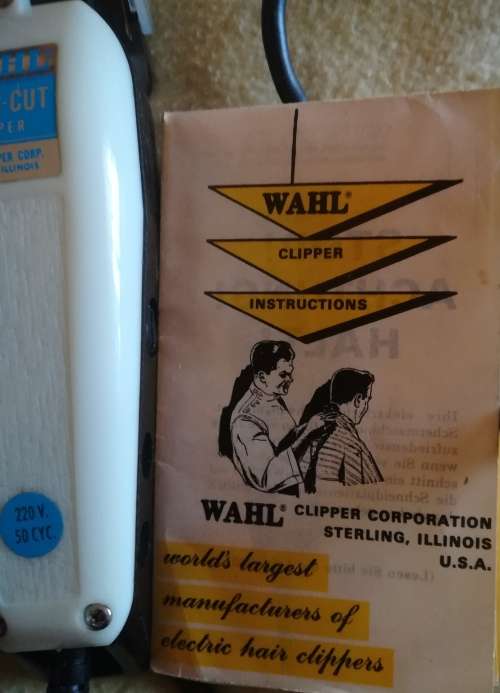 -CUT
PER
PER CORP.
ILLINOIS
220 V.
50 CYC.
WAHL®
CLIPPER
INSTRUCTIONS
WAHL® CLIPPER CORPORATION
STERLING, ILLINOIS
U.S.A.
world's largest
manufacturers of
electric hair clippers